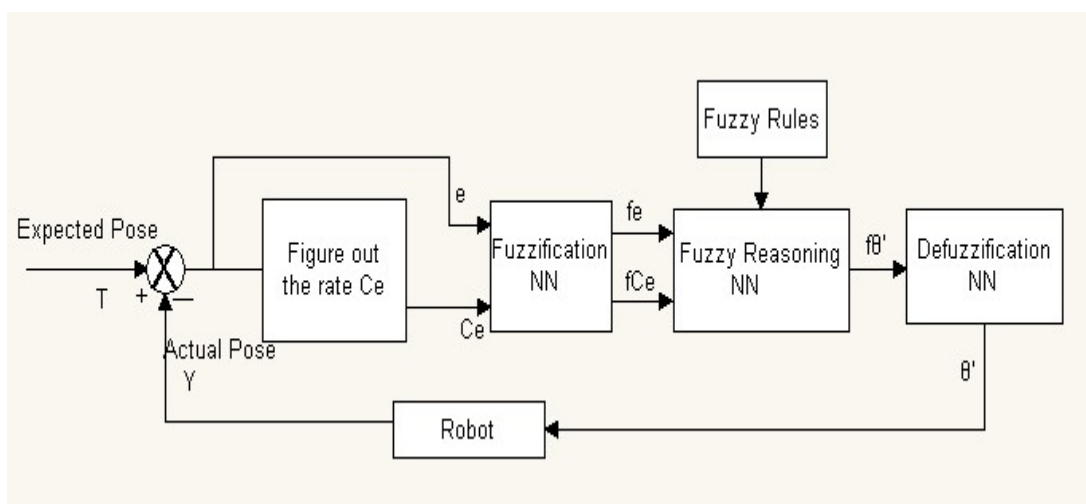 Fuzzy Rules
Expected Pose
T
+
—
Figure out
the rate Ce
e
Ce
Fuzzification
NN
fe
fCe
Fuzzy Reasoning
NN
fθ'
Defuzzification
NN
Actual Pose
Y
θ'
Robot